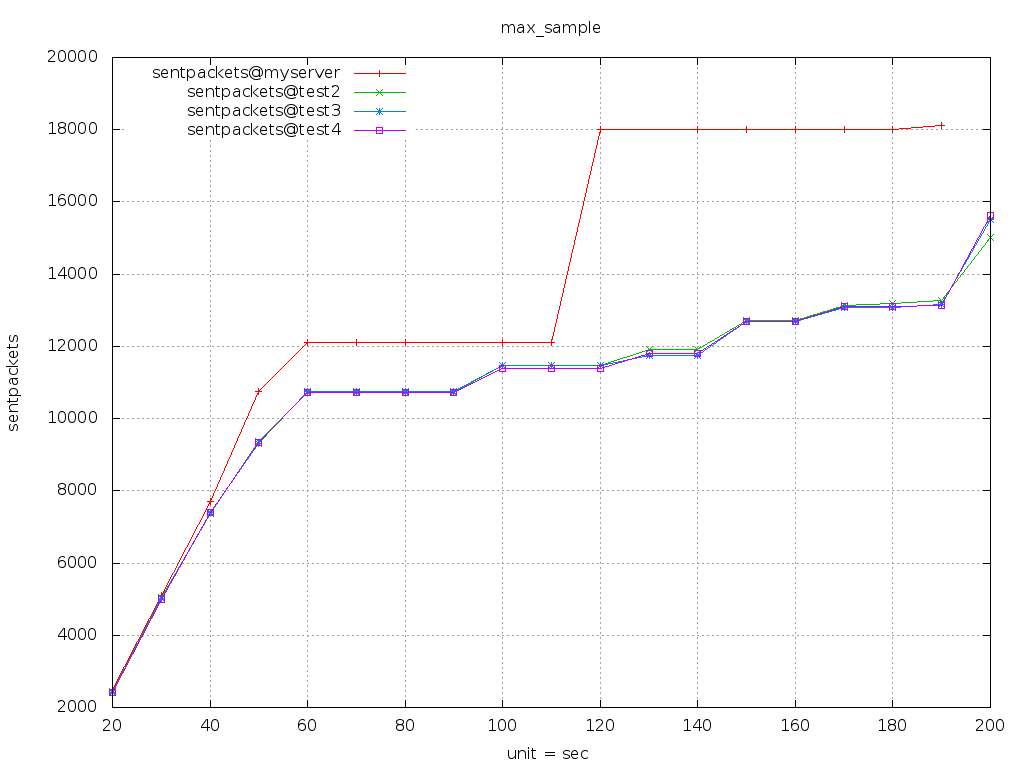 max_sample
20000
18000
16000
14000
12000
10000
8000
6000
4000
2000
sentpackets@myserver
sentpackets@test2
sentpackets@test3
sentpackets@test4
sentpackets
20 40 60 80 100 120 140 160 180 200
unit = sec